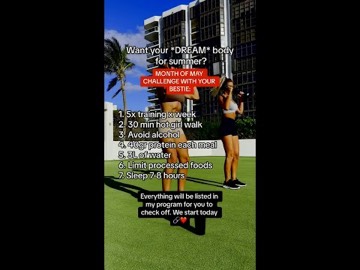 Want your *DREAM* body
for summer?
MONTH OF MAY
CHALLENGE WITH YOUR
BESTIE:
1. 5x training x week
2. 30 min hot girl walk
3. Avoid alcohol
4. 40gr protein each meal
5. 3L of water
6. Limit processed foods
7. Sleep 7-8 hours
Everything will be listed in
my program for you to
check off. We start today
🔗❤️